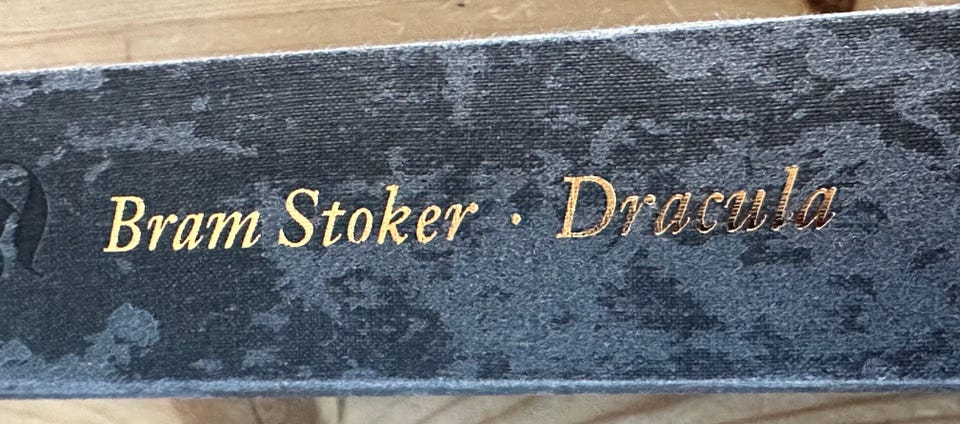 Bram Stoker · Dracula